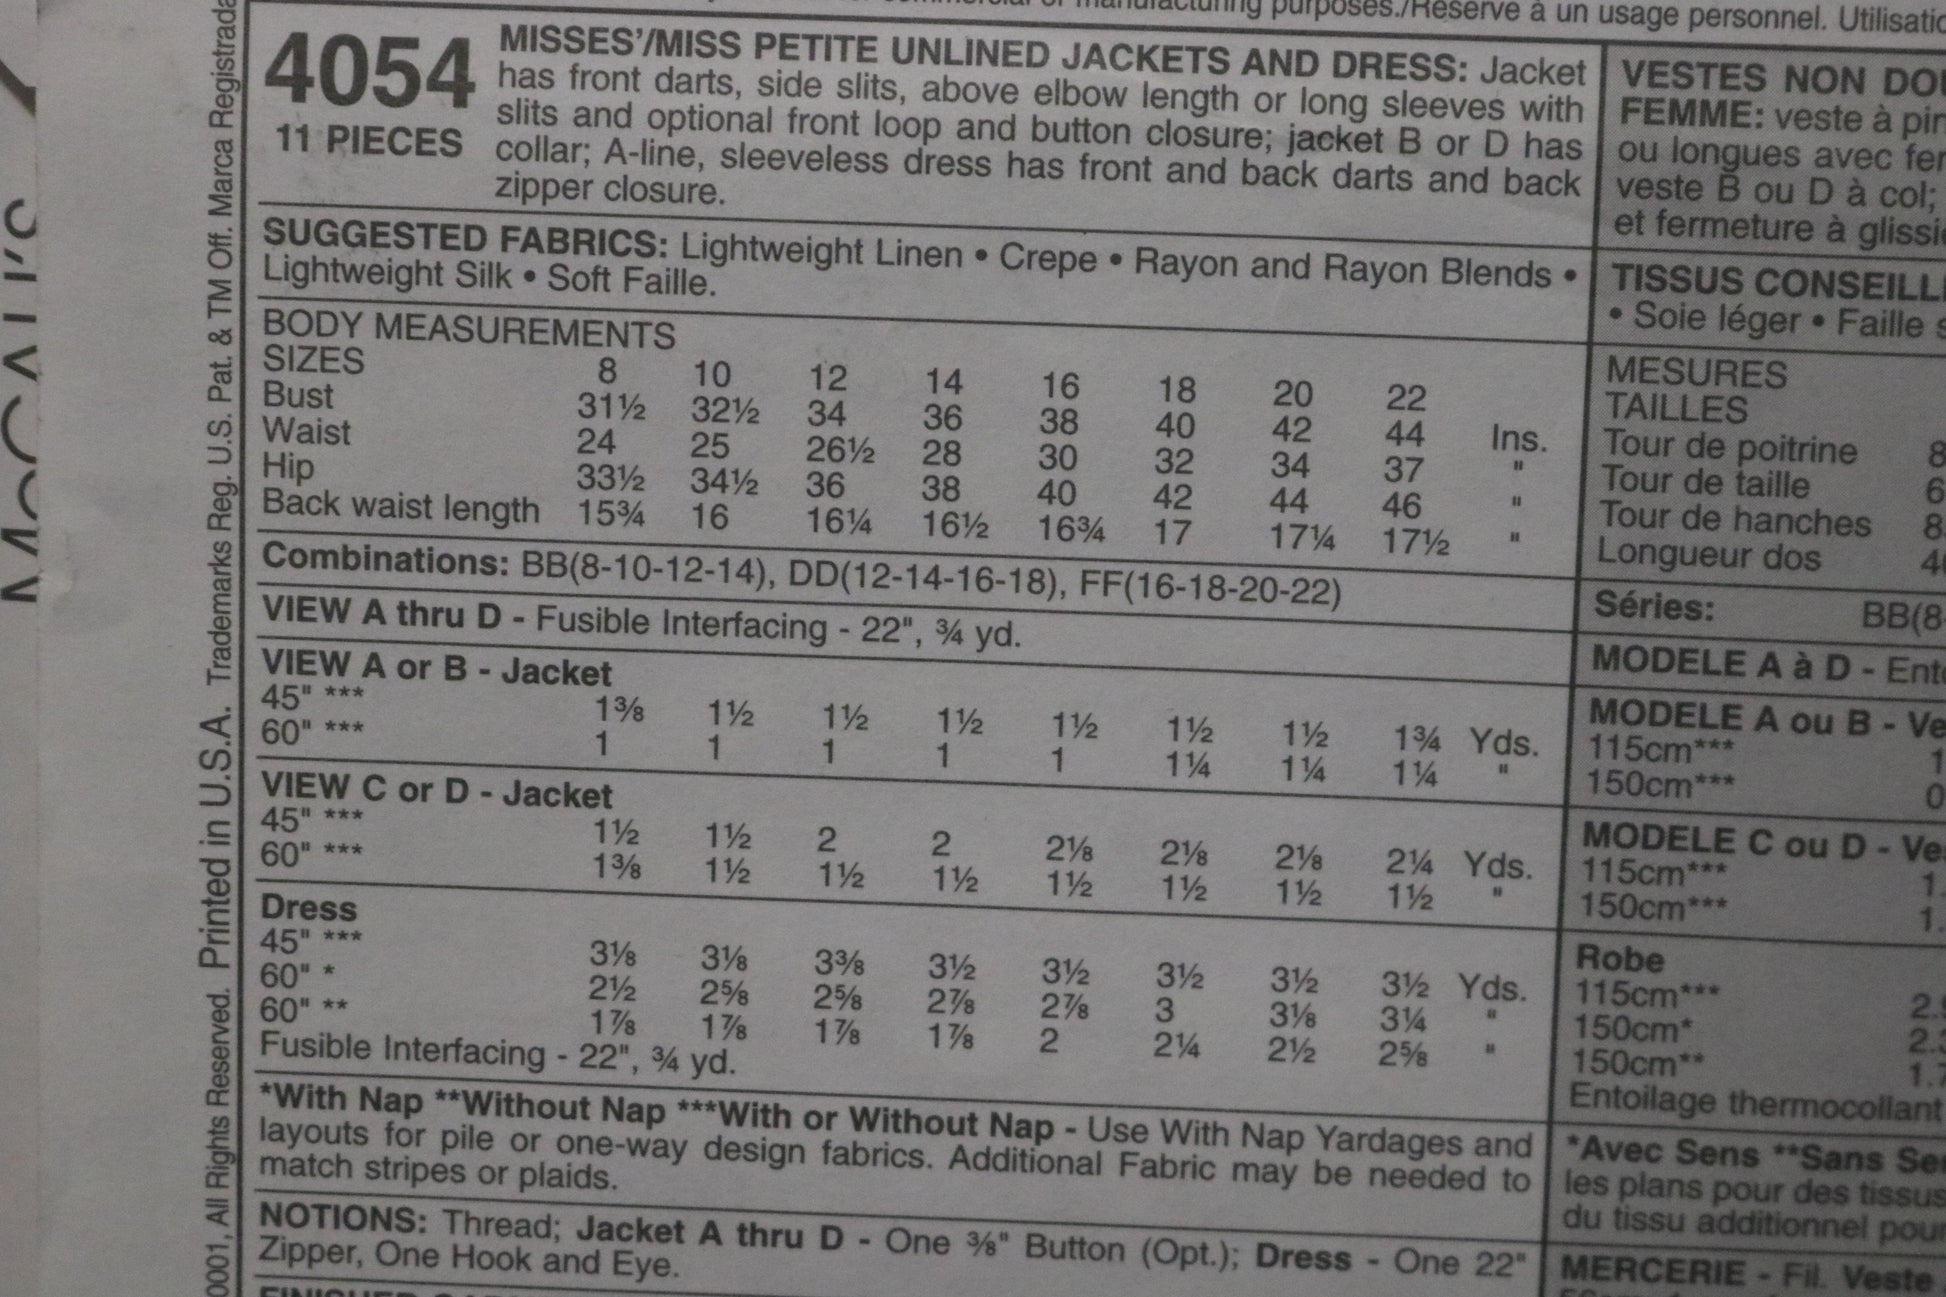 manufacturing purposes./Réservé à un usage personnel.
4054
11 PIECES
MISSES'/MISS PETITE UNLINED JACKETS AND DRESS: Jacket
has front darts, side slits, above elbow length or long sleeves with
slits and optional front loop and button closure; jacket B or D has
collar; A-line, sleeveless dress has front and back darts and back
zipper closure.
SUGGESTED FABRICS: Lightweight Linen • Crepe • Rayon and Rayon Blends •
Lightweight Silk • Soft Faille.
BODY MEASUREMENTS
SIZES 8 10 12 14 16 18 20 22
Bust 31½ 32½ 34 36 38 40 42 44 Ins.
Waist 24 25 26½ 28 30 32 34 37 "
Hip 33½ 34½ 36 38 40 42 44 46 "
Back waist length 15¾ 16 16¼ 16½ 16¾ 17 17¼ 17½ "
Combinations: BB(8-10-12-14), DD(12-14-16-18), FF(16-18-20-22)
VIEW A thru D - Fusible Interfacing - 22", ¾ yd.
VIEW A or B - Jacket
45" *** 1⅜ 1½ 1½ 1½ 1½ 1½ 1½ 1¾ Yds.
60" *** 1 1 1 1 1 1¼ 1¼ 1¼ "
VIEW C or D - Jacket
45" *** 1½ 1½ 2 2 2⅛ 2⅛ 2⅛ 2¼ Yds.
60" *** 1⅜ 1½ 1½ 1½ 1½ 1½ 1½ 1½ "
Dress
45" *** 3⅛ 3⅛ 3⅜ 3½ 3½ 3½ 3½ 3½ Yds.
60" * 2½ 2⅝ 2⅝ 2⅞ 2⅞ 3 3⅛ 3¼ "
60" ** 1⅞ 1⅞ 1⅞ 1⅞ 2 2¼ 2½ 2⅝ "
Fusible Interfacing - 22", ¾ yd.
*With Nap **Without Nap ***With or Without Nap - Use With Nap Yardages and
layouts for pile or one-way design fabrics. Additional Fabric may be needed to
match stripes or plaids.
NOTIONS: Thread; Jacket A thru D - One ⅜" Button (Opt.); Dress - One 22"
Zipper, One Hook and Eye.
VESTES NON
FEMME: veste à
ou longues avec
veste B ou D à col;
et fermeture à
TISSUS
• Soie léger • Faille
MESURES
TAILLES
Tour de poitrine
Tour de taille
Tour de hanches
Longueur dos
Séries: BB(8-
MODELE A à D -
MODELE A ou B -
115cm***
150cm***
MODELE C ou D -
115cm***
150cm***
Robe
115cm***
150cm*
150cm**
Entoilage thermocollant
*Avec Sens **Sans
les plans pour des tissus
du tissu additionnel pour
MERCERIE - Fil. Veste
McCALL'S
All Rights Reserved. Printed in U.S.A. Trademarks Reg. U.S. Pat. & TM Off. Marca Registrada